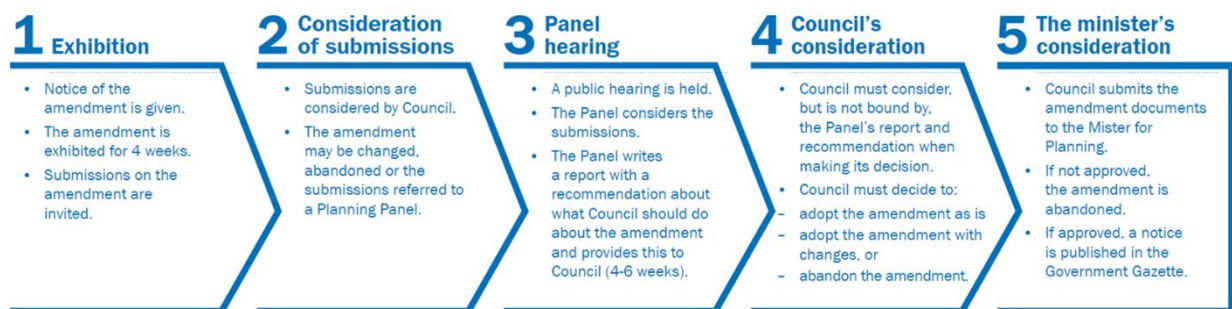 1 Exhibition
• Notice of the
amendment is given.
• The amendment is
exhibited for 4 weeks.
• Submissions on the
amendment are
invited.
2 Consideration
of submissions
• Submissions are
considered by Council.
• The amendment
may be changed,
abandoned or the
submissions referred to
a Planning Panel.
3 Panel
hearing
• A public hearing is held.
• The Panel considers the
submissions.
• The Panel writes
a report with a
recommendation about
what Council should do
about the amendment
and provides this to
Council (4-6 weeks).
4 Council's
consideration
• Council must consider,
but is not bound by,
the Panel's report and
recommendation when
making its decision.
• Council must decide to:
– adopt the amendment as is
– adopt the amendment with
changes, or
– abandon the amendment.
5 The minister's
consideration
• Council submits the
amendment documents
to the Mister for
Planning.
• If not approved,
the amendment is
abandoned.
• If approved, a notice
is published in the
Government Gazette.